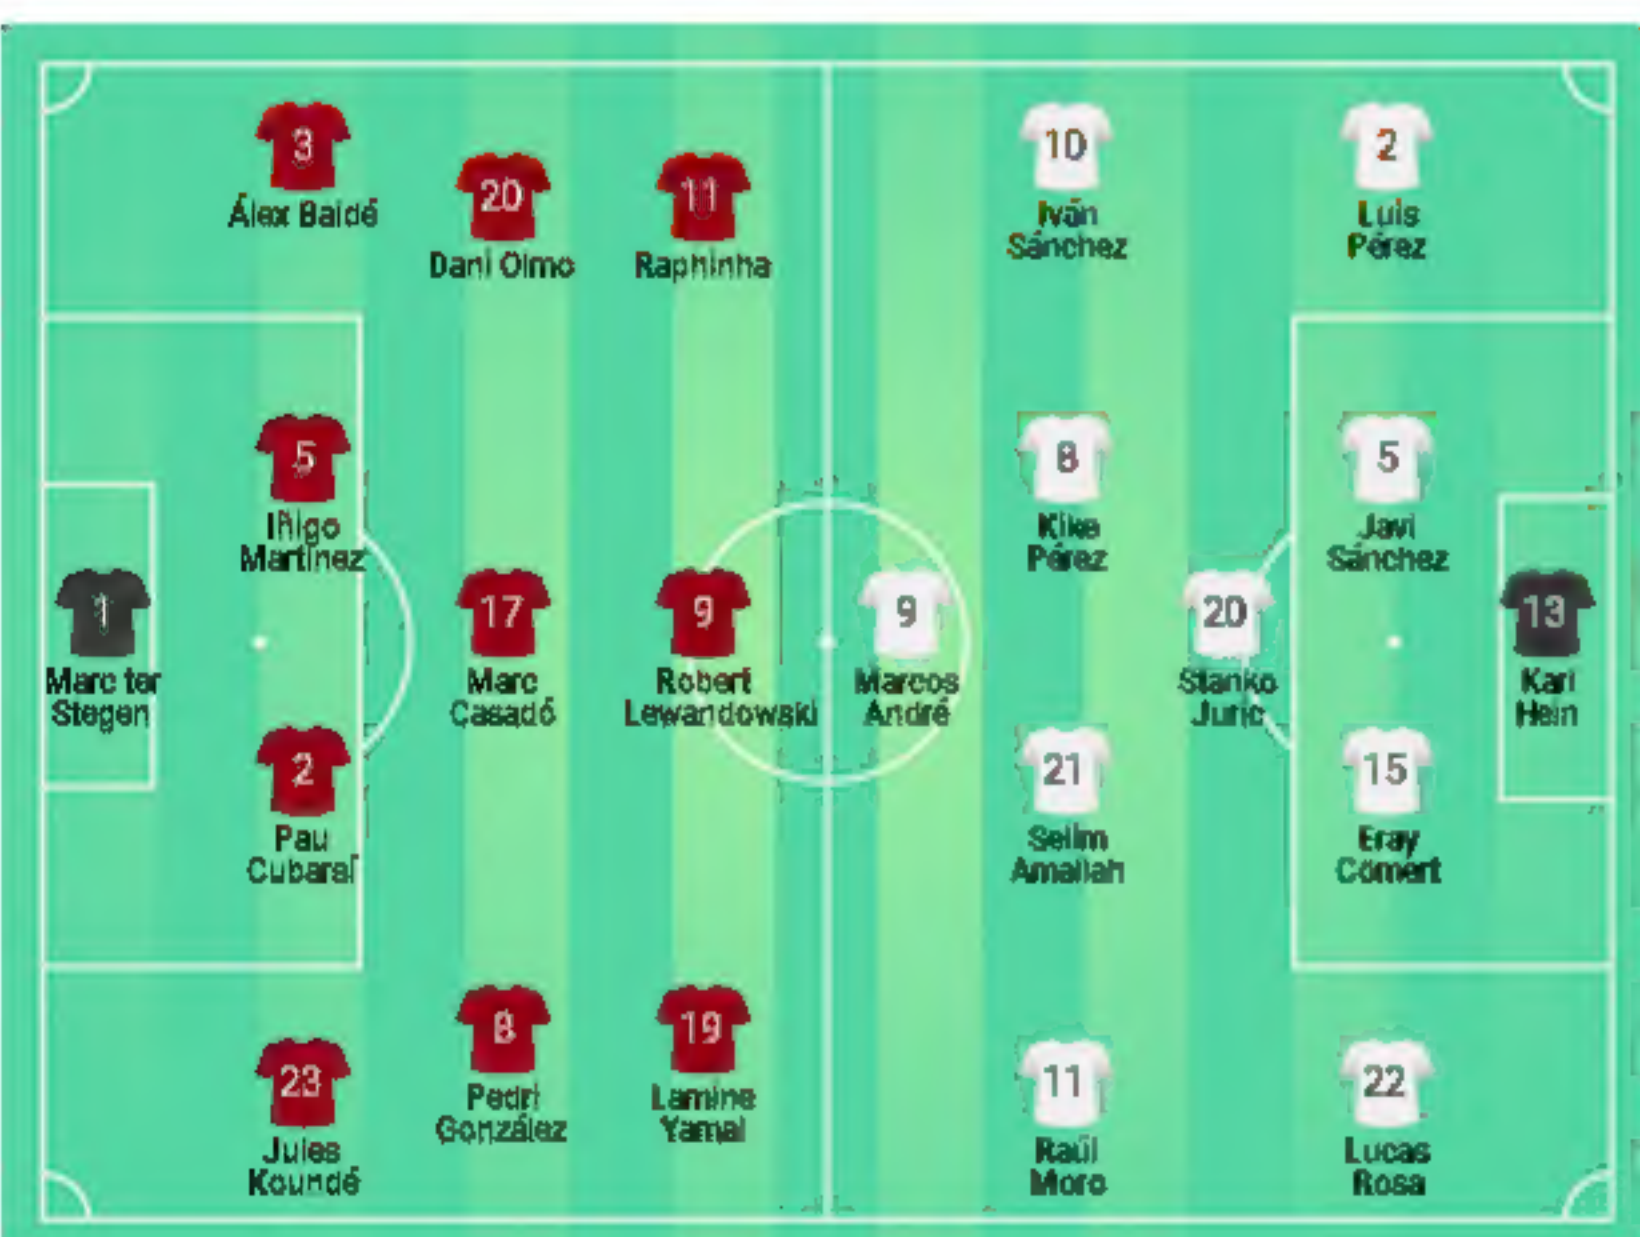 3
Álex Baldé
20
Dani Olmo
11
Raphinha
5
Iñigo
Martínez
1
Marc ter
Stegen
17
Marc
Casadó
9
Robert
Lewandowski
2
Pau
Cubarsí
23
Jules
Koundé
8
Pedri
González
19
Lamine
Yamal
10
Iván
Sánchez
2
Luis
Pérez
8
Kike
Pérez
5
Javi
Sánchez
9
Marcos
André
20
Stanko
Juric
13
Karl
Hein
21
Selim
Amallah
15
Eray
Cömert
11
Raúl
Moro
22
Lucas
Rosa